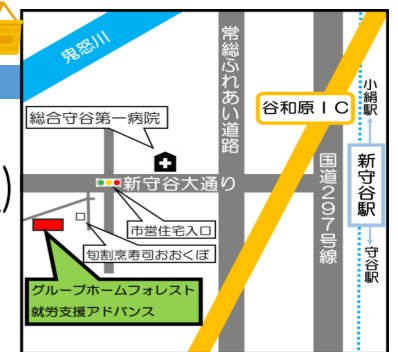 鬼怒川
常総ふれあい道路
総合守谷第一病院
谷和原IC
小絹駅
新守谷駅
守谷駅
国道297号線
新守谷大通り
市営住宅入口
旬割烹寿司おおくぼ
グループホームフォレスト
就労支援アドバンス